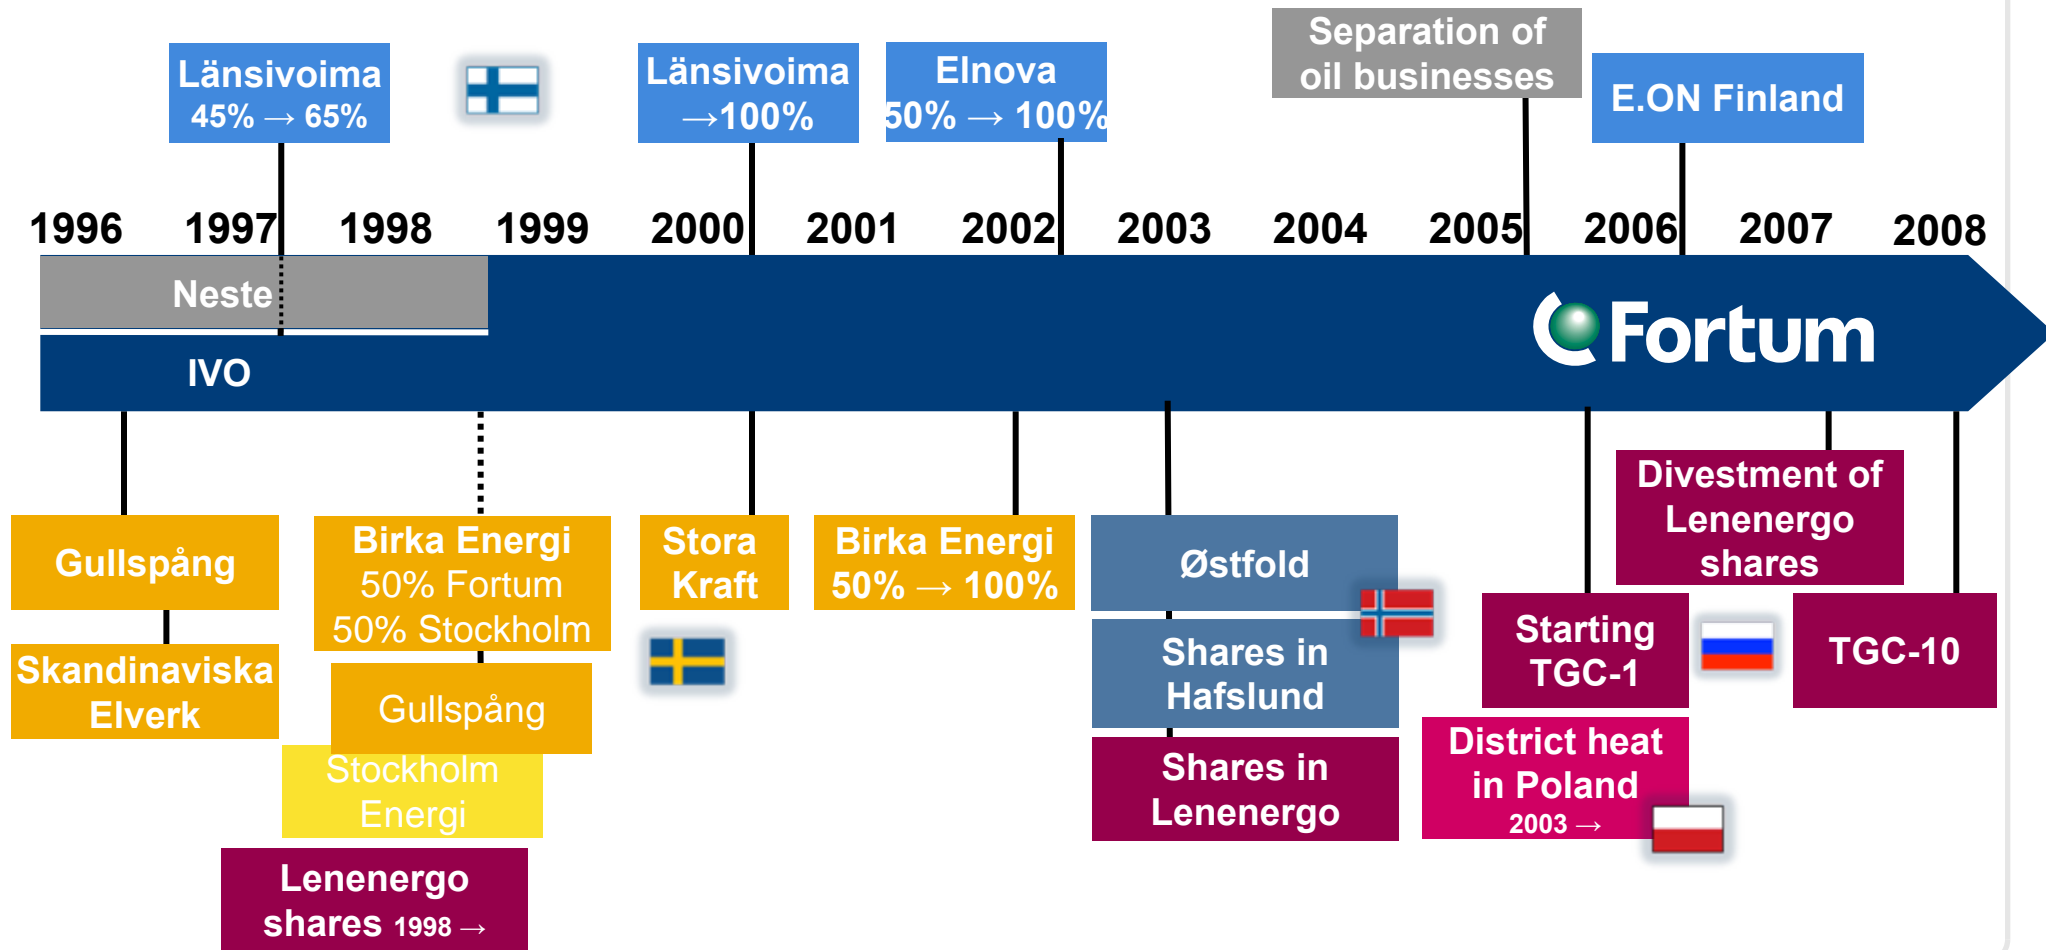 Separation of
oil businesses
Länsivoima
45% → 65%
Länsivoima
→100%
Elnova
50% → 100%
E.ON Finland
1996 1997 1998 1999 2000 2001 2002 2003 2004 2005 2006 2007 2008
Neste
IVO
Fortum
Gullspång
Skandinaviska
Elverk
Birka Energi
50% Fortum
50% Stockholm
Gullspång
Stockholm
Energi
Lenenergo
shares 1998 →
Stora
Kraft
Birka Energi
50% → 100%
Østfold
Shares in
Hafslund
Shares in
Lenenergo
Divestment of
Lenenergo
shares
Starting
TGC-1
TGC-10
District heat
in Poland
2003 →